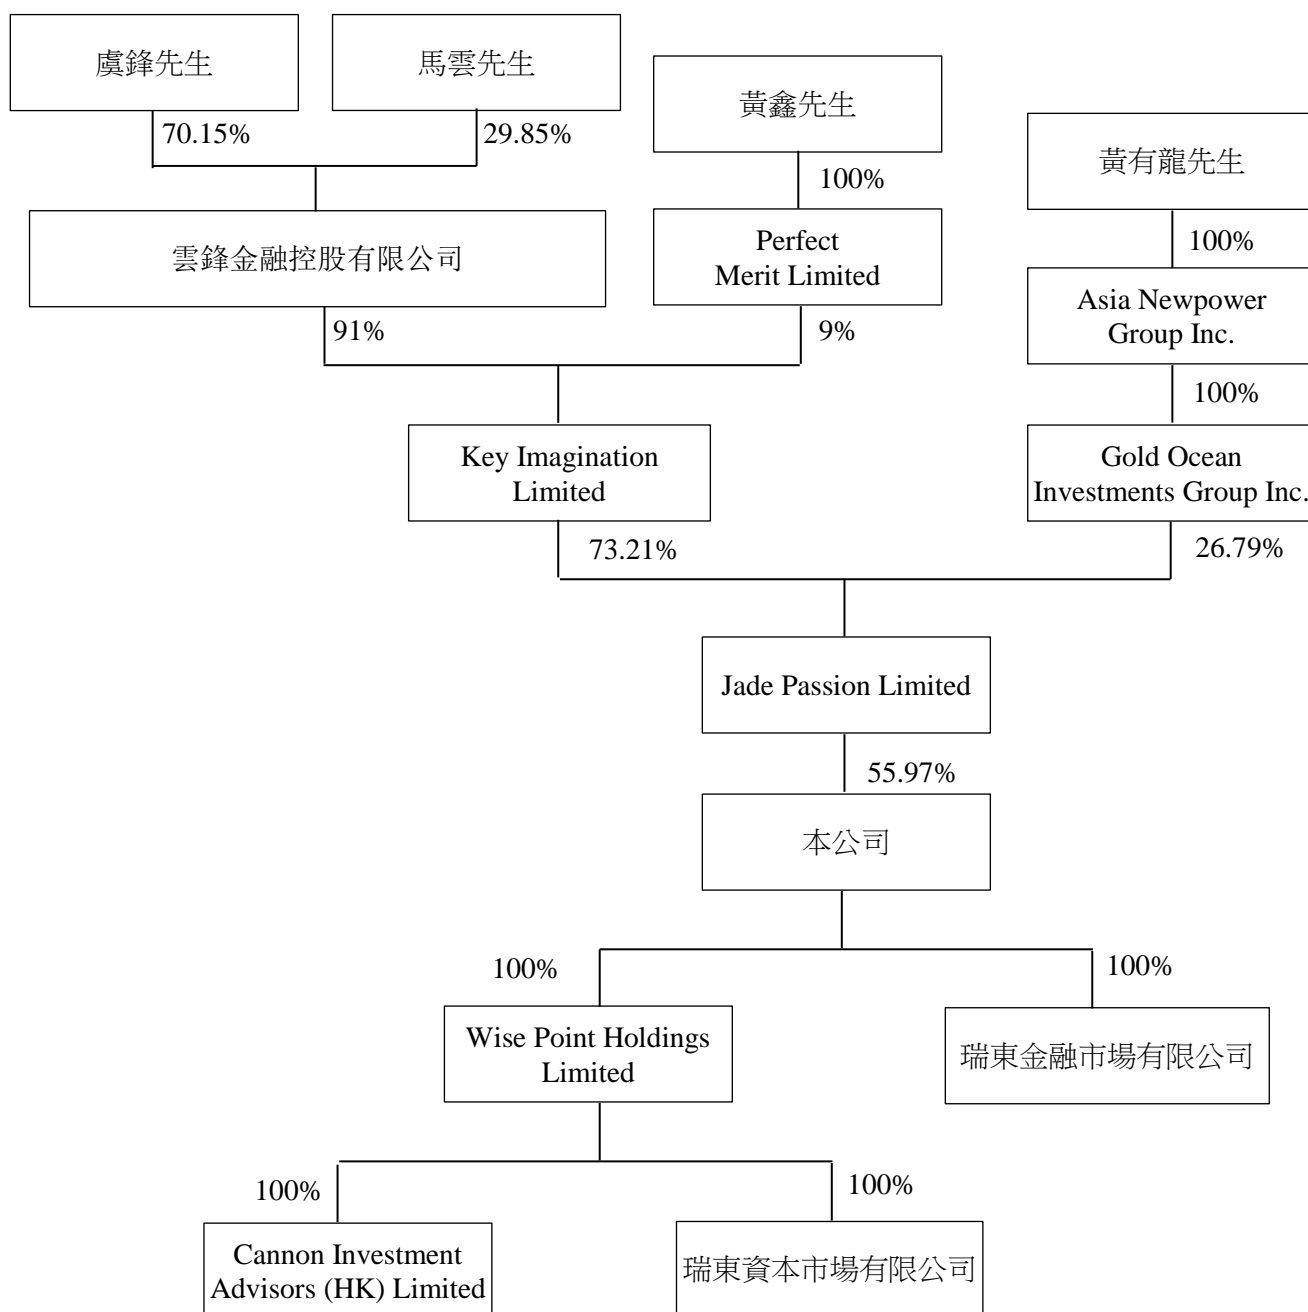 虞鋒先生
馬雲先生
黃鑫先生
黃有龍先生
70.15%
29.85%
100%
100%
雲鋒金融控股有限公司
Perfect
Merit Limited
Asia Newpower
Group Inc.
91%
9%
100%
Key Imagination
Limited
Gold Ocean
Investments Group Inc.
73.21%
26.79%
Jade Passion Limited
55.97%
本公司
100%
100%
Wise Point Holdings
Limited
瑞東金融市場有限公司
100%
100%
Cannon Investment
Advisors (HK) Limited
瑞東資本市場有限公司